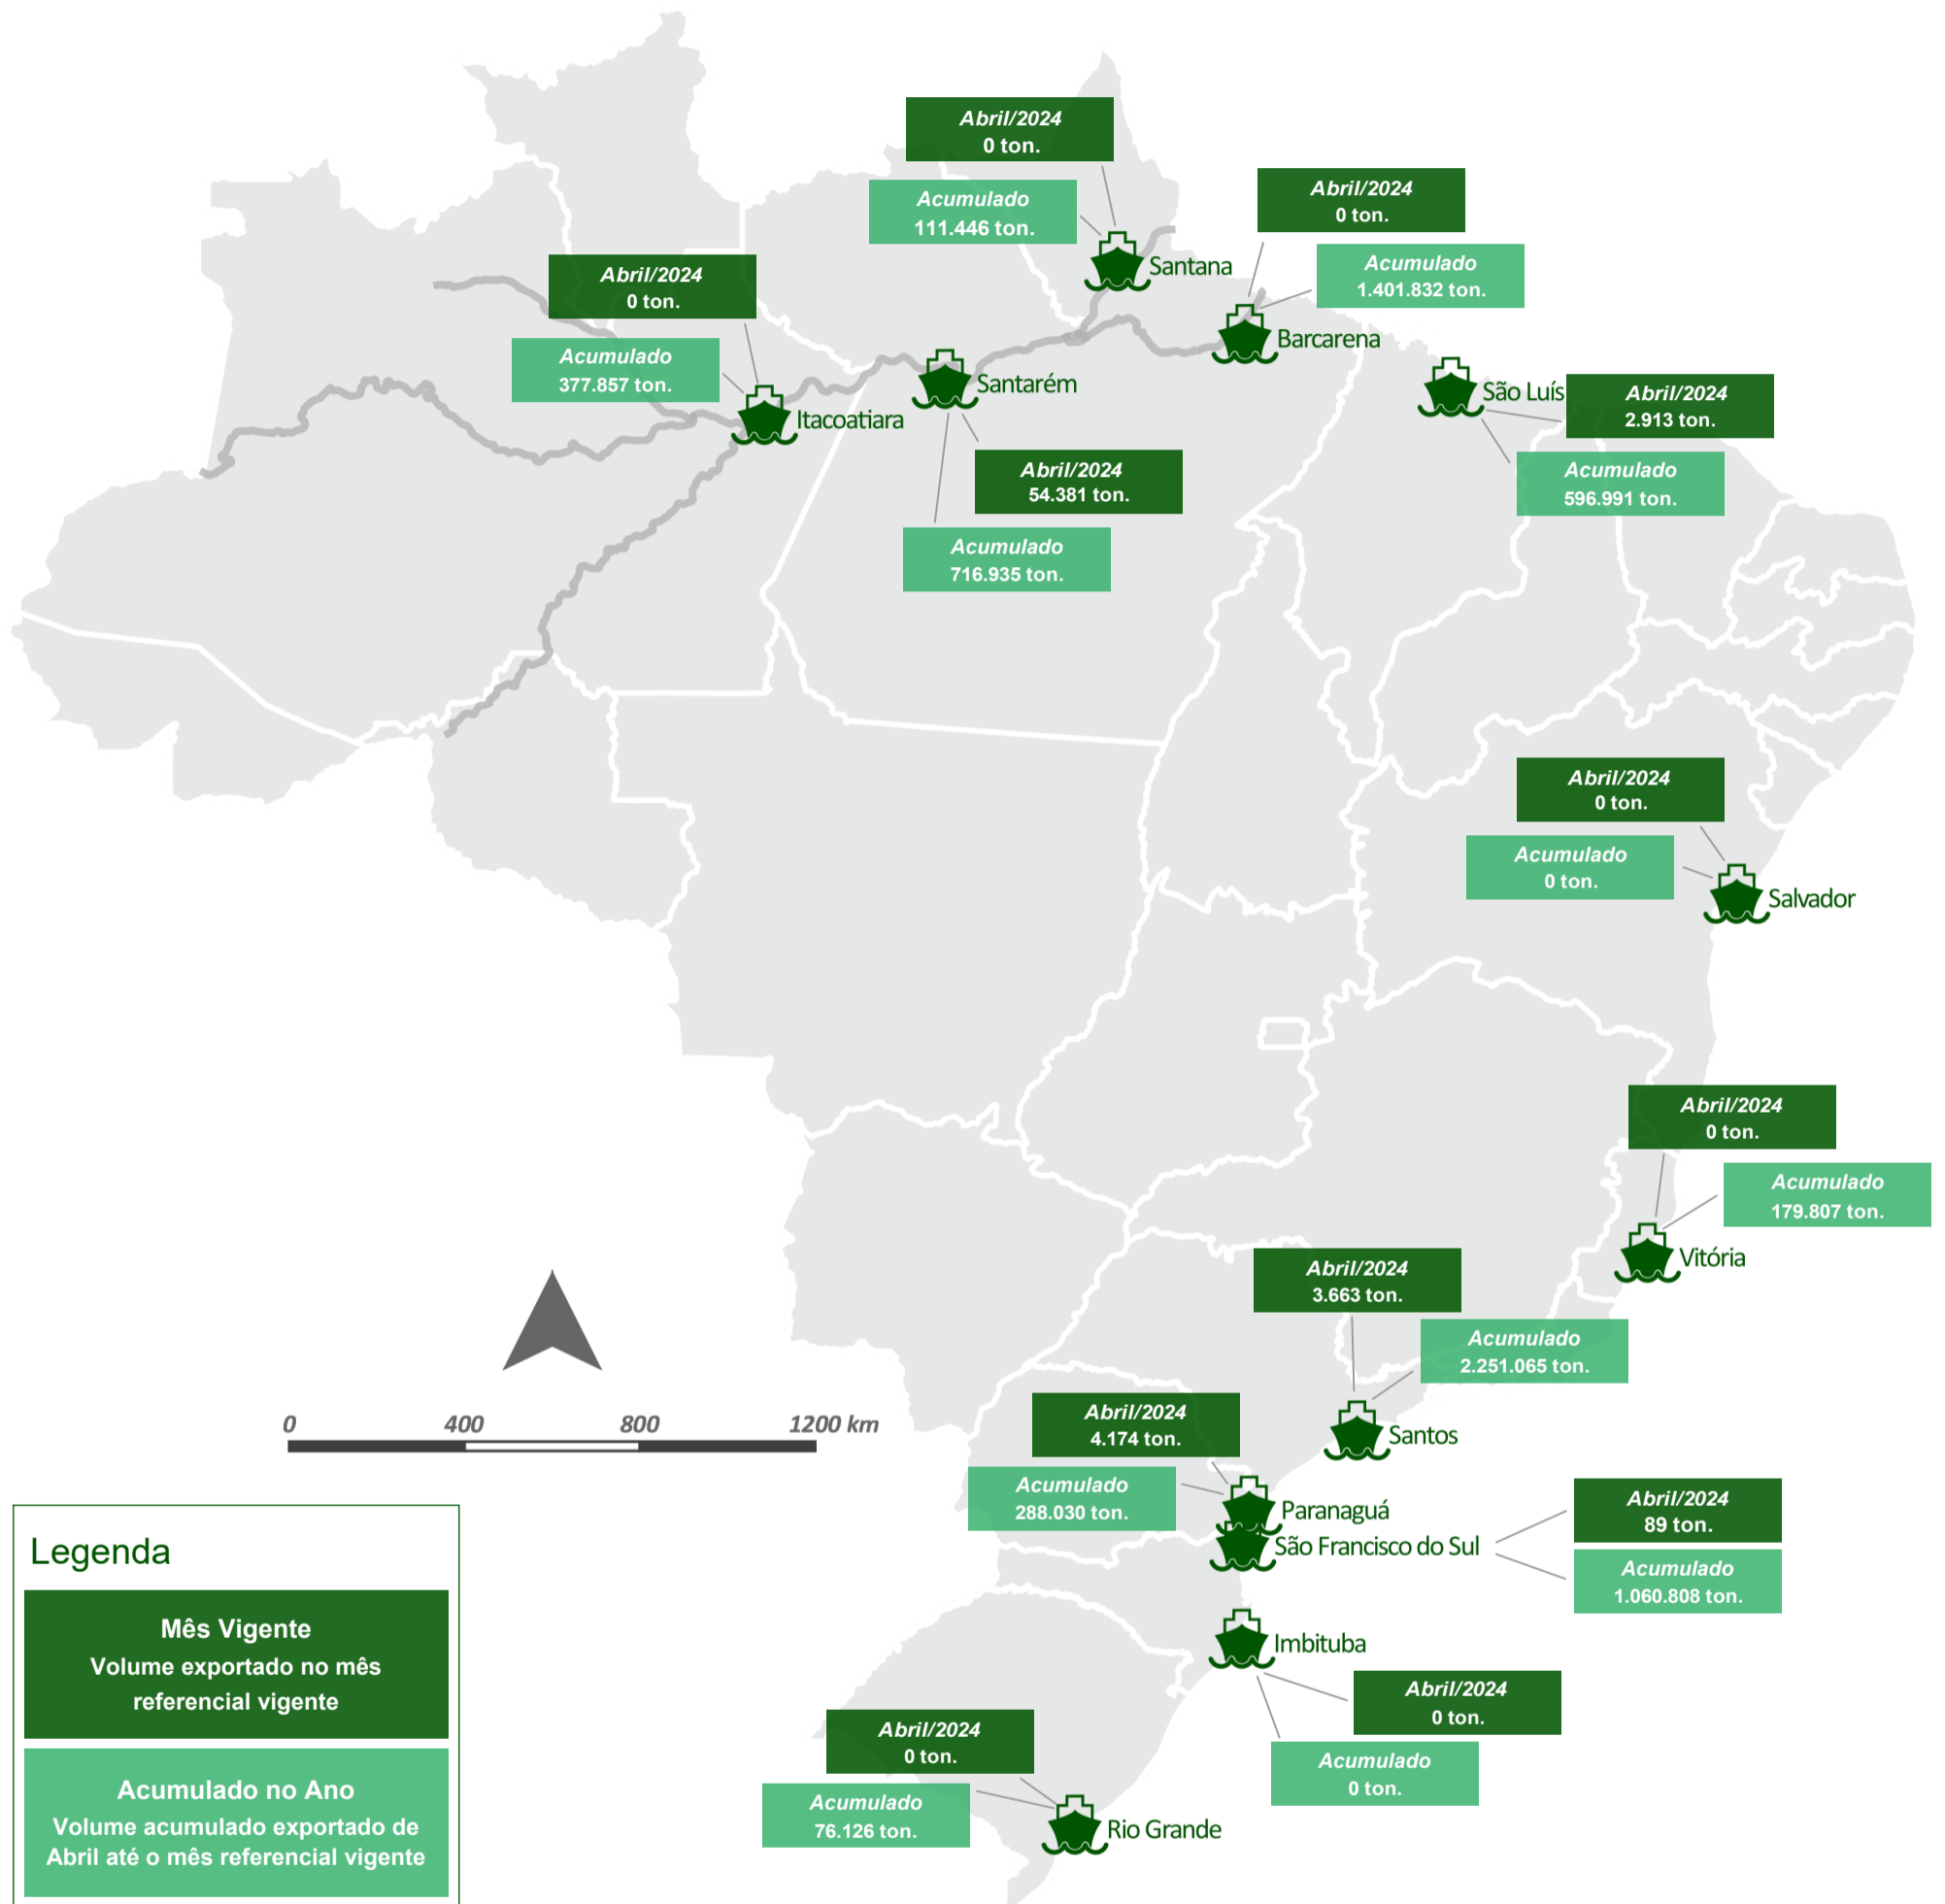 Abril/2024
0 ton.
Acumulado
111.446 ton.
Santana
Abril/2024
0 ton.
Acumulado
1.401.832 ton.
Barcarena
Abril/2024
0 ton.
Acumulado
377.857 ton.
Itacoatiara
Santarém
Abril/2024
54.381 ton.
Acumulado
716.935 ton.
São Luís
Abril/2024
2.913 ton.
Acumulado
596.991 ton.
Abril/2024
0 ton.
Acumulado
0 ton.
Salvador
Abril/2024
0 ton.
Acumulado
179.807 ton.
Vitória
Abril/2024
3.663 ton.
Acumulado
2.251.065 ton.
Santos
0 400 800 1200 km
Abril/2024
4.174 ton.
Acumulado
288.030 ton.
Paranaguá
São Francisco do Sul
Abril/2024
89 ton.
Acumulado
1.060.808 ton.
Imbituba
Abril/2024
0 ton.
Acumulado
0 ton.
Abril/2024
0 ton.
Acumulado
76.126 ton.
Rio Grande
Legenda
Mês Vigente
Volume exportado no mês
referencial vigente
Acumulado no Ano
Volume acumulado exportado de
Abril até o mês referencial vigente